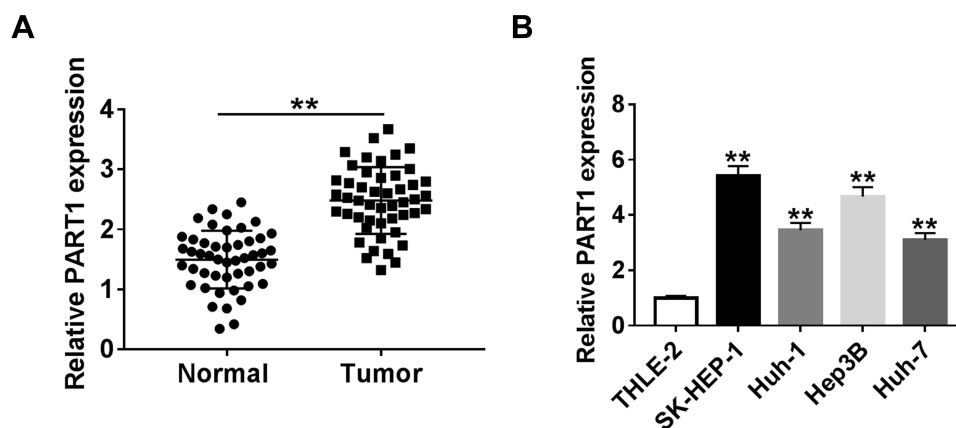 A
Relative PART1 expression
4
3
2
1
0
**
Normal
Tumor
B
Relative PART1 expression
8
6
4
2
0
**
**
**
**
THLE-2
SK-HEP-1
Huh-1
Hep3B
Huh-7